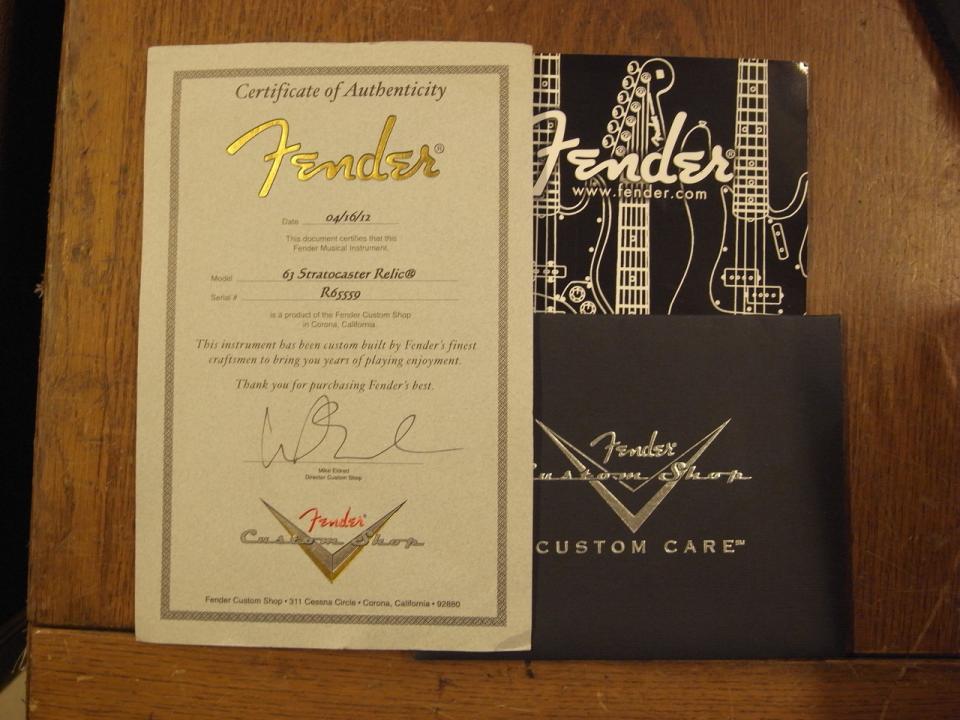 Certificate of Authenticity
Fender®
Date 04/16/12
This document certifies that this
Fender Musical Instrument,
Model 63 Stratocaster Relic®
Serial # R65559
is a product of the Fender Custom Shop
in Corona, California
This instrument has been custom built by Fender's finest
craftsmen to bring you years of playing enjoyment.
Thank you for purchasing Fender's best.
Mike Eldred
Director Custom Shop
Fender
Custom Shop
Fender Custom Shop • 311 Cessna Circle • Corona, California • 92880
Fender®
www.fender.com
Fender
Custom Shop
CUSTOM CARE℠